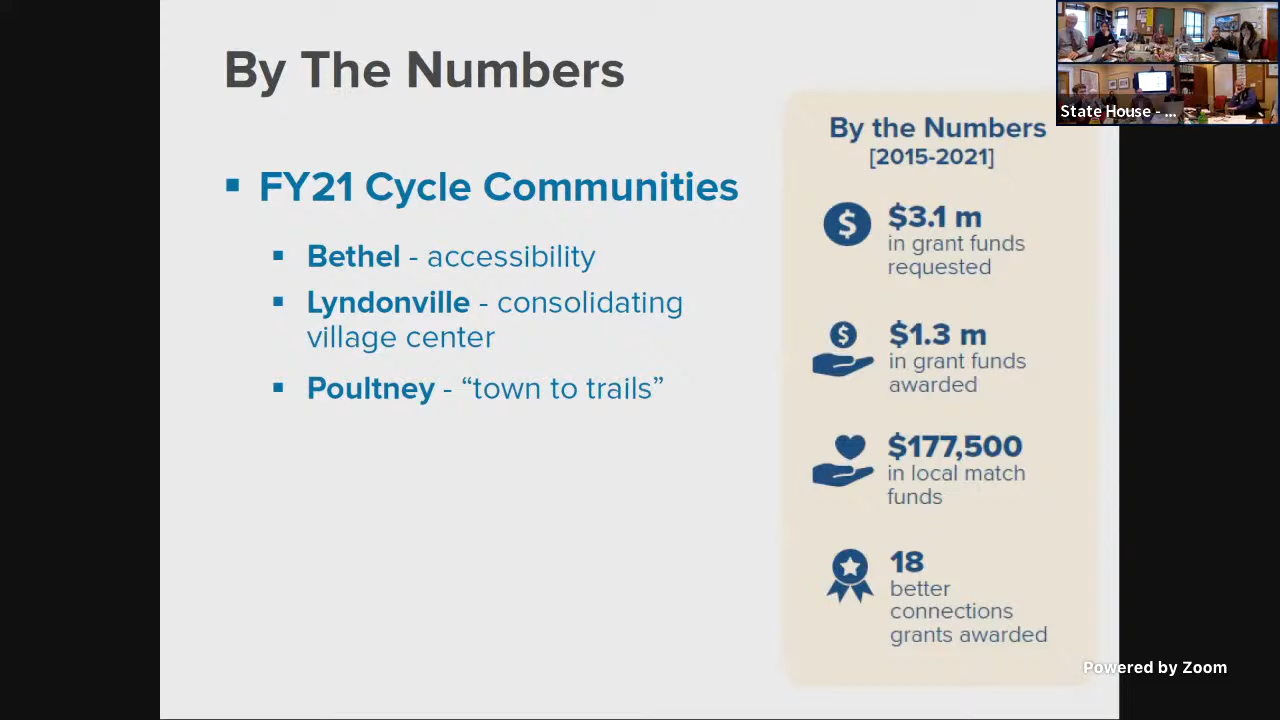 By The Numbers
▪ FY21 Cycle Communities
▪ Bethel - accessibility
▪ Lyndonville - consolidating
village center
▪ Poultney - “town to trails”
By the Numbers
[2015-2021]
$3.1 m
in grant funds
requested
$1.3 m
in grant funds
awarded
$177,500
in local match
funds
18
better
connections
grants awarded
State House - ...
Powered by Zoom